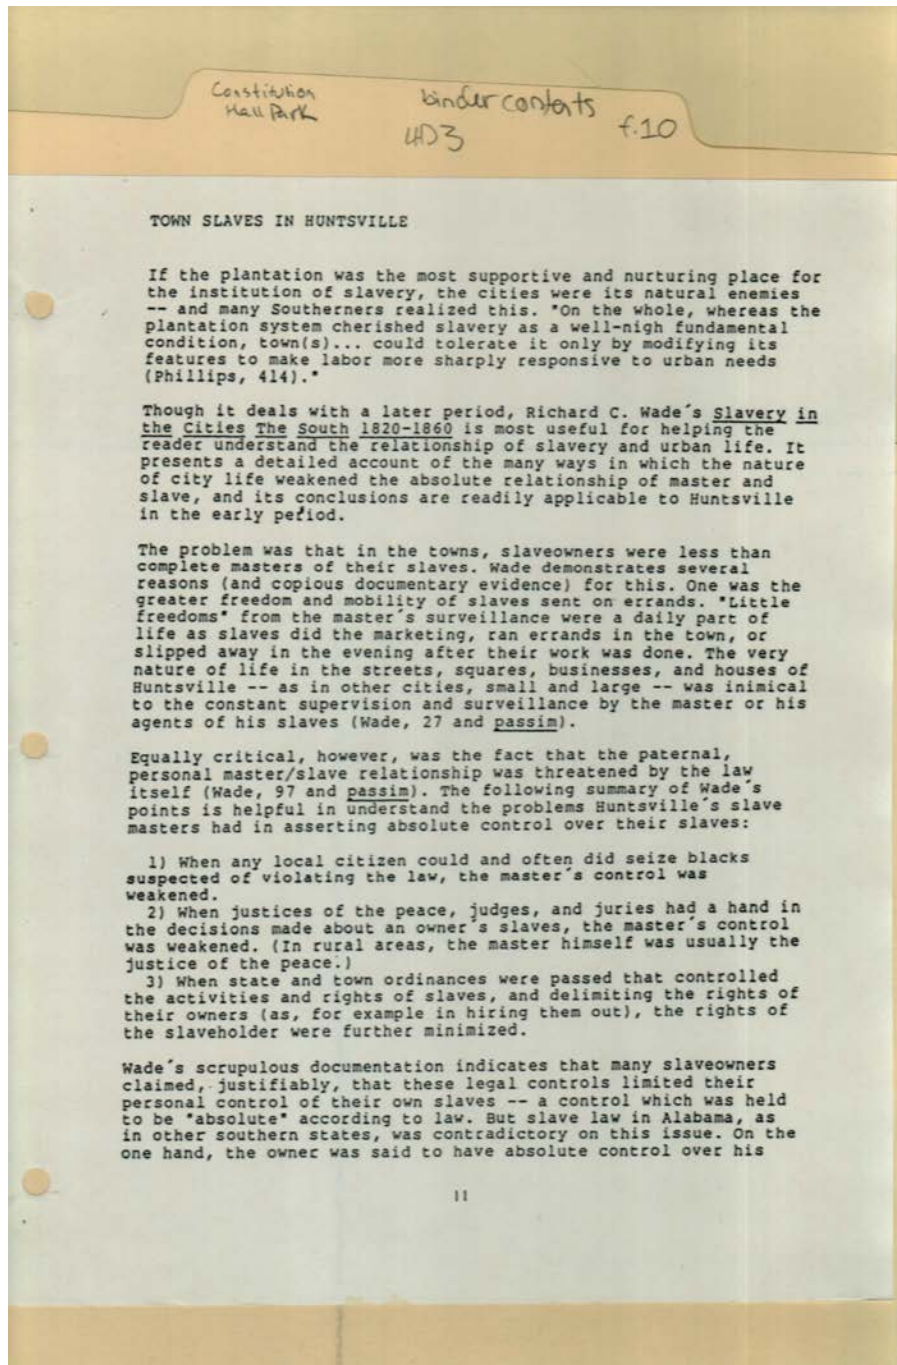 Constitution
Hall Park
binder contents
4D3
f.10
TOWN SLAVES IN HUNTSVILLE
If the plantation was the most supportive and nurturing place for
the institution of slavery, the cities were its natural enemies
-- and many Southerners realized this. "On the whole, whereas the
plantation system cherished slavery as a well-nigh fundamental
condition, town(s)... could tolerate it only by modifying its
features to make labor more sharply responsive to urban needs
(Phillips, 414)."
Though it deals with a later period, Richard C. Wade's Slavery in
the Cities The South 1820-1860 is most useful for helping the
reader understand the relationship of slavery and urban life. It
presents a detailed account of the many ways in which the nature
of city life weakened the absolute relationship of master and
slave, and its conclusions are readily applicable to Huntsville
in the early period.
The problem was that in the towns, slaveowners were less than
complete masters of their slaves. Wade demonstrates several
reasons (and copious documentary evidence) for this. One was the
greater freedom and mobility of slaves sent on errands. "Little
freedoms" from the master's surveillance were a daily part of
life as slaves did the marketing, ran errands in the town, or
slipped away in the evening after their work was done. The very
nature of life in the streets, squares, businesses, and houses of
Huntsville -- as in other cities, small and large -- was inimical
to the constant supervision and surveillance by the master or his
agents of his slaves (Wade, 27 and passim).
Equally critical, however, was the fact that the paternal,
personal master/slave relationship was threatened by the law
itself (Wade, 97 and passim). The following summary of Wade's
points is helpful in understand the problems Huntsville's slave
masters had in asserting absolute control over their slaves:
1) When any local citizen could and often did seize blacks
suspected of violating the law, the master's control was
weakened.
2) When justices of the peace, judges, and juries had a hand in
the decisions made about an owner's slaves, the master's control
was weakened. (In rural areas, the master himself was usually the
justice of the peace.)
3) When state and town ordinances were passed that controlled
the activities and rights of slaves, and delimiting the rights of
their owners (as, for example in hiring them out), the rights of
the slaveholder were further minimized.
Wade's scrupulous documentation indicates that many slaveowners
claimed, justifiably, that these legal controls limited their
personal control of their own slaves -- a control which was held
to be "absolute" according to law. But slave law in Alabama, as
in other southern states, was contradictory on this issue. On the
one hand, the owner was said to have absolute control over his
11